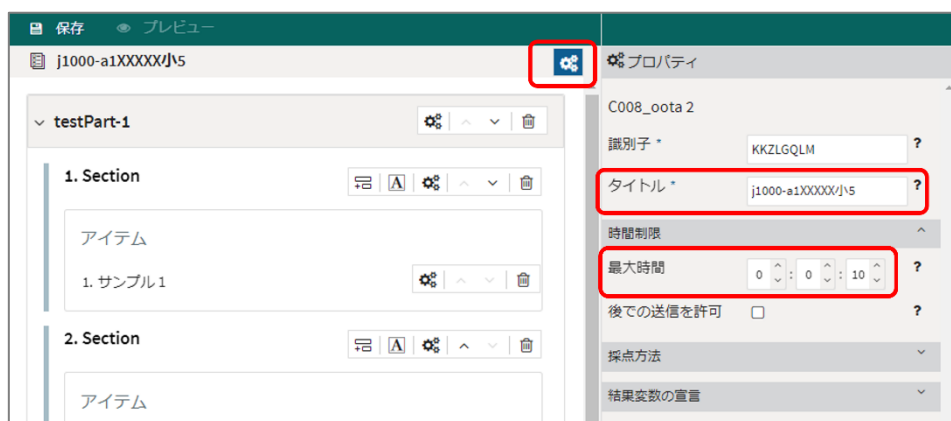 保存 プレビュー
j1000-a1XXXXX小5
testPart-1
1. Section
A
アイテム
1. サンプル1
2. Section
A
アイテム
プロパティ
C008_oota 2
識別子 * KKZLGQLM ?
タイトル * j1000-a1XXXXX小5 ?
時間制限
最大時間 0 : 0 : 10 ?
後での送信を許可 ?
採点方法
結果変数の宣言